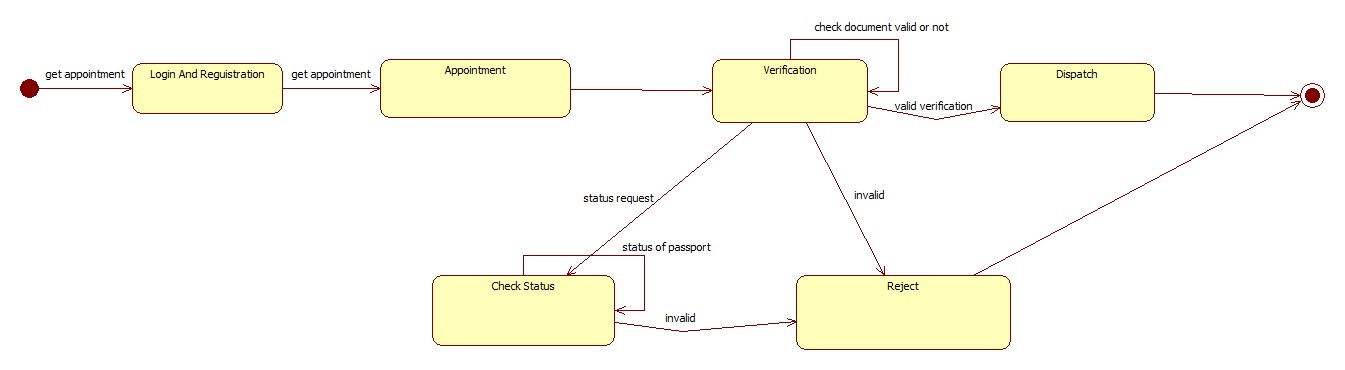 check document valid or not
get appointment
Login And Reguistration
get appointment
Appointment
Verification
Dispatch
valid verification
status request
invalid
status of passport
Check Status
Reject
invalid